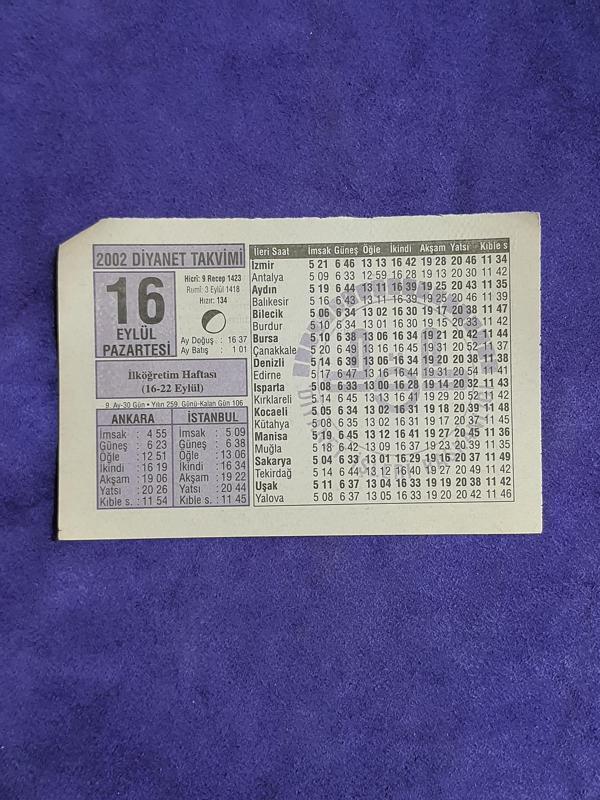 2002 DİYANET TAKVİMİ
16
EYLÜL
PAZARTESİ
Hicrî: 9 Recep 1423
Rumî: 3 Eylül 1418
Hızır: 134
Ay Doğuş : 16 37
Ay Batış : 1 01
İlköğretim Haftası
(16-22 Eylül)
9. Ay-30 Gün • Yılın 259. Günü-Kalan Gün 106
ANKARA
İmsak : 4 55
Güneş : 6 23
Öğle : 12 51
İkindi : 16 19
Akşam : 19 06
Yatsı : 20 26
Kıble s. : 11 54
İSTANBUL
İmsak : 5 09
Güneş : 6 38
Öğle : 13 06
İkindi : 16 34
Akşam : 19 22
Yatsı : 20 44
Kıble s. : 11 45
İleri Saat İmsak Güneş Öğle İkindi Akşam Yatsı Kıble s
İzmir 5 21 6 46 13 13 16 42 19 28 20 46 11 34
Antalya 5 09 6 33 12 59 16 28 19 13 20 30 11 42
Aydın 5 19 6 44 13 11 16 39 19 25 20 43 11 35
Balıkesir 5 16 6 43 13 11 16 39 19 26 20 46 11 39
Bilecik 5 06 6 34 13 02 16 30 19 17 20 38 11 47
Burdur 5 10 6 34 13 01 16 30 19 15 20 33 11 42
Bursa 5 10 6 38 13 06 16 34 19 21 20 42 11 44
Çanakkale 5 20 6 49 13 16 16 45 19 31 20 52 11 37
Denizli 5 14 6 39 13 06 16 34 19 20 20 38 11 38
Edirne 5 17 6 47 13 16 16 44 19 31 20 54 11 41
Isparta 5 08 6 33 13 00 16 28 19 14 20 32 11 43
Kırklareli 5 14 6 45 13 13 16 41 19 29 20 52 11 42
Kocaeli 5 05 6 34 13 02 16 31 19 18 20 39 11 48
Kütahya 5 08 6 35 13 02 16 31 19 17 20 37 11 45
Manisa 5 19 6 45 13 12 16 41 19 27 20 45 11 36
Muğla 5 18 6 42 13 09 16 37 19 23 20 39 11 35
Sakarya 5 04 6 33 13 01 16 29 19 16 20 37 11 49
Tekirdağ 5 14 6 44 13 12 16 40 19 27 20 49 11 42
Uşak 5 11 6 37 13 04 16 33 19 19 20 38 11 42
Yalova 5 08 6 37 13 05 16 33 19 20 20 42 11 46